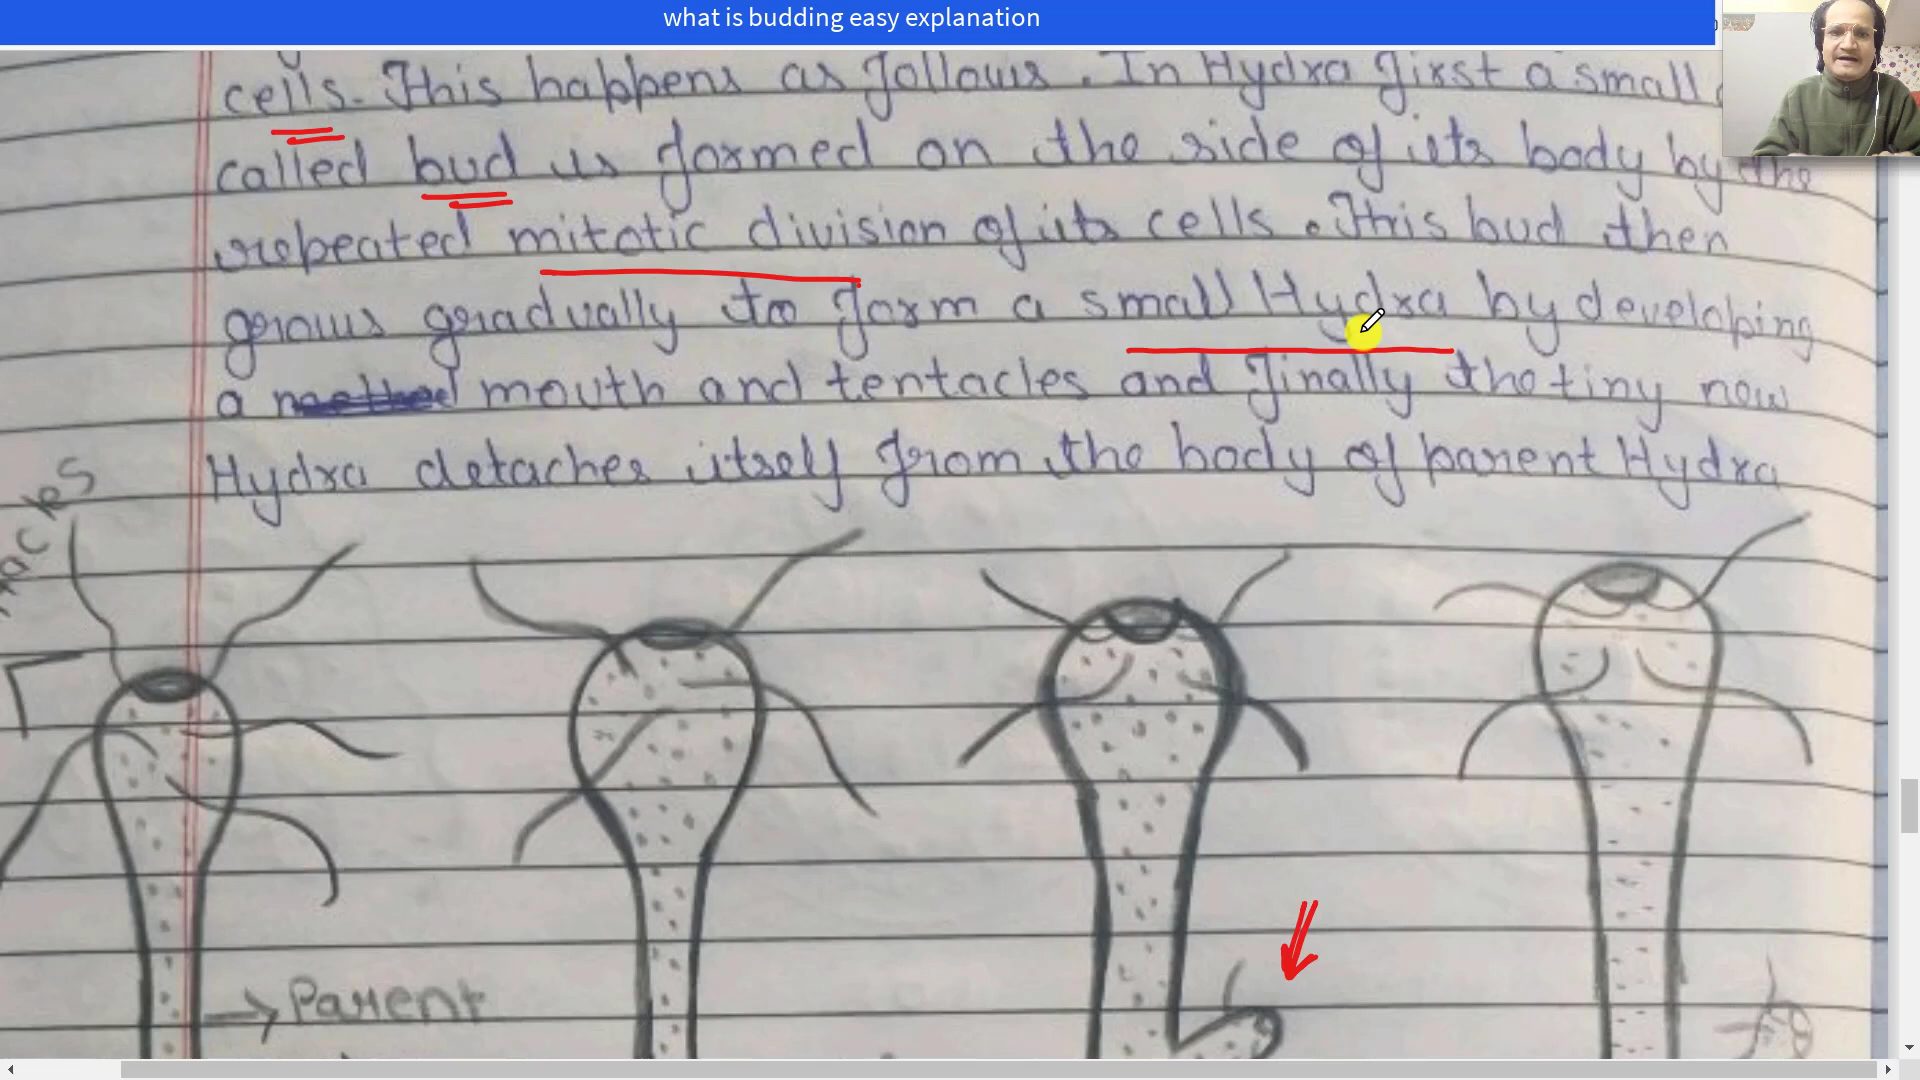 what is budding easy explanation
cells. This happens as follows. In Hydra first a small
called bud is formed on the side of its body by the
repeated mitotic division of its cells. This bud then
grows gradually to form a small Hydra by developing
a mouth and tentacles and finally the tiny new
Hydra detaches itself from the body of parent Hydra
tacles
Parent